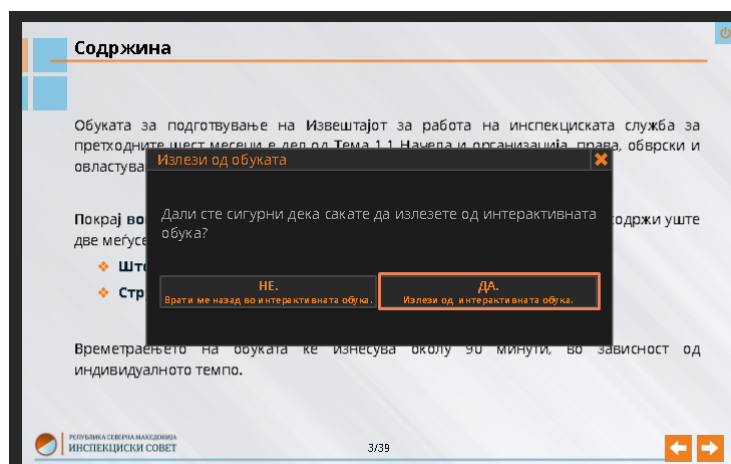 Содржина
Обуката за подготвување на Извештајот за работа на инспекциската служба за
претходните шест месеци е дел од Тема 1.1 Начела и организација, права, обврски и
овластува
Излези од обуката
Дали сте сигурни дека сакате да излезете од интерактивната
обука?
Покрај во
одржи уште
две меѓусе
Што
Стр
НЕ.
Врати ме назад во интерактивната обука.
ДА.
Излези од интерактивната обука.
Времетраењето на обуката ќе изнесува околу 90 минути, во зависност од
индивидуалното темпо.
РЕПУБЛИКА СЕВЕРНА МАКЕДОНИЈА
ИНСПЕКЦИСКИ СОВЕТ
3/39